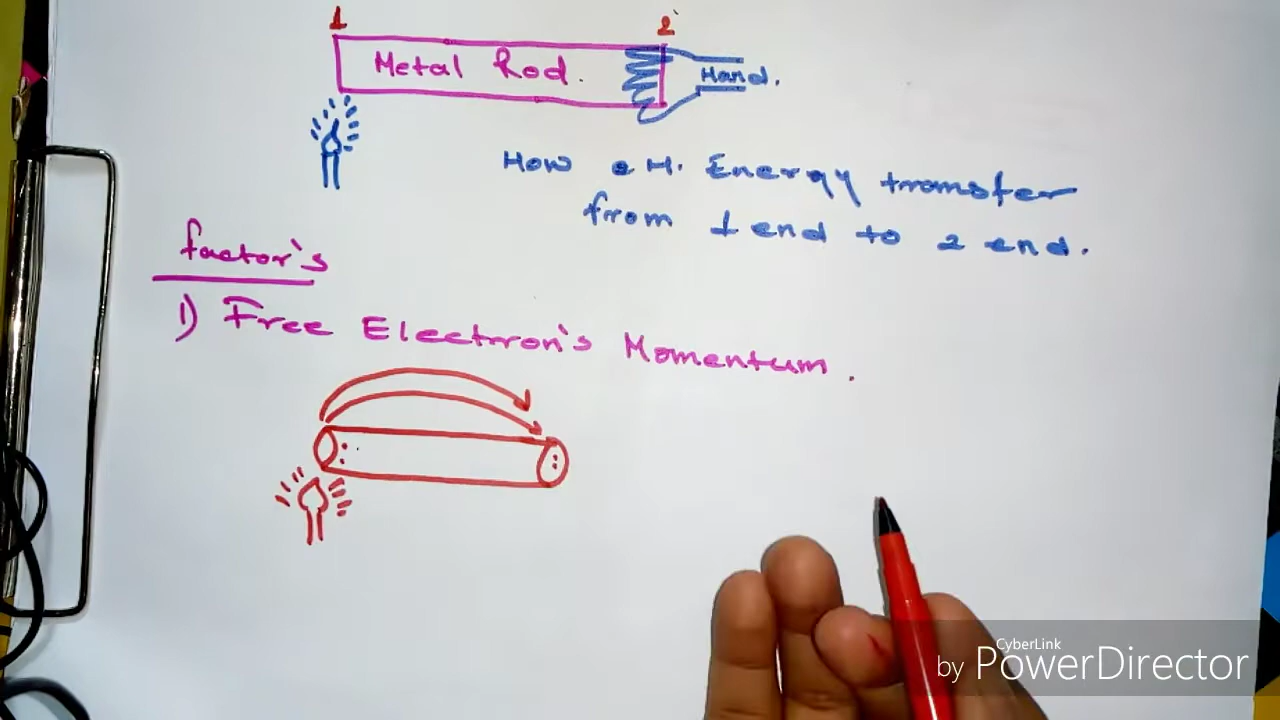 1 2
Metal Rod.
Hand.
How H. Energy transfer
from 1 end to 2 end.
factor's
1) Free Electron's Momentum.
CyberLink
by PowerDirector